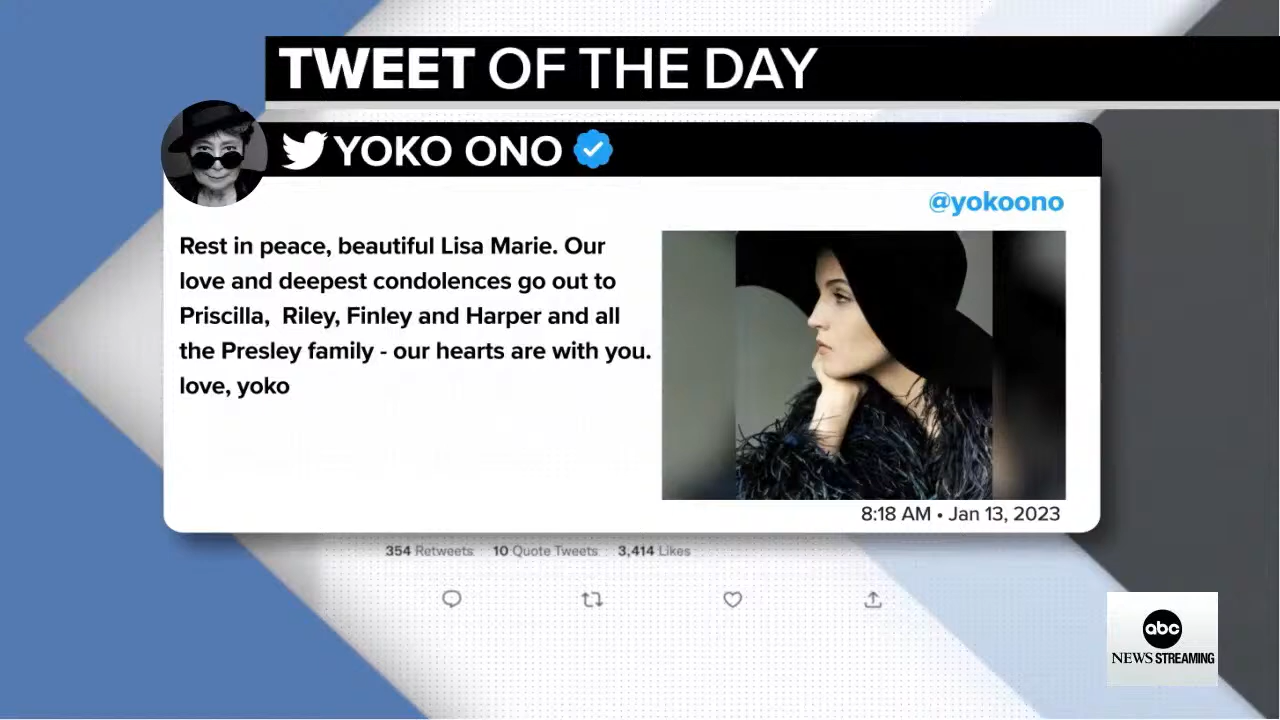 TWEET OF THE DAY
YOKO ONO
@yokoono
Rest in peace, beautiful Lisa Marie. Our
love and deepest condolences go out to
Priscilla,  Riley, Finley and Harper and all
the Presley family - our hearts are with you.
love, yoko
8:18 AM • Jan 13, 2023
354 Retweets 10 Quote Tweets 3,414 Likes
abc
NEWS STREAMING